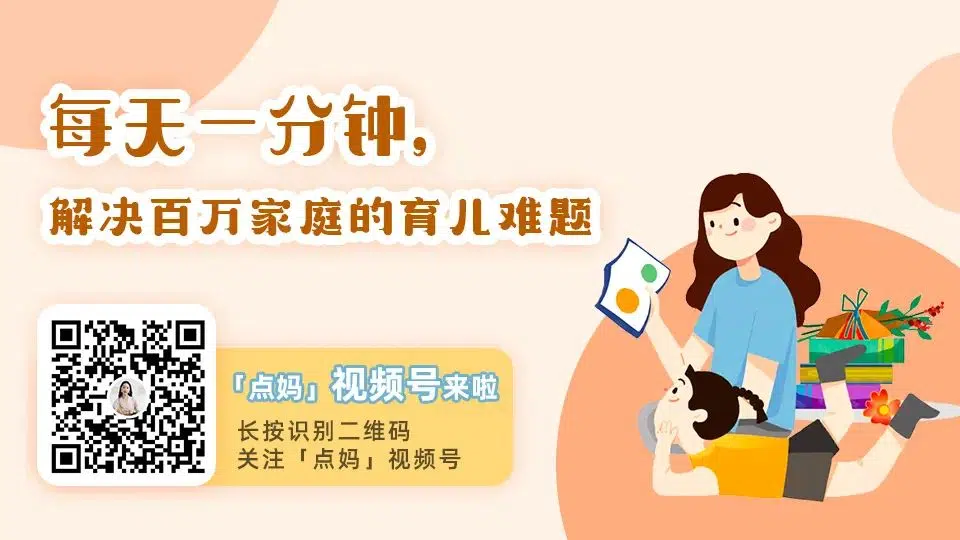 每天一分钟,
解决百万家庭的育儿难题
「点妈」视频号来啦
长按识别二维码
关注「点妈」视频号